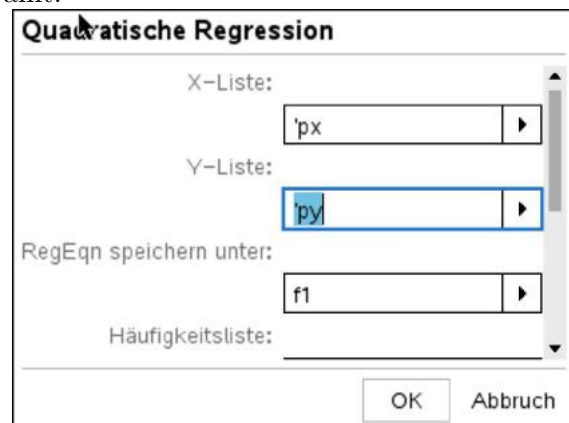 Quadratische Regression
X-Liste:
'px
Y-Liste:
'py
RegEqn speichern unter:
f1
Häufigkeitsliste:
OK Abbruch